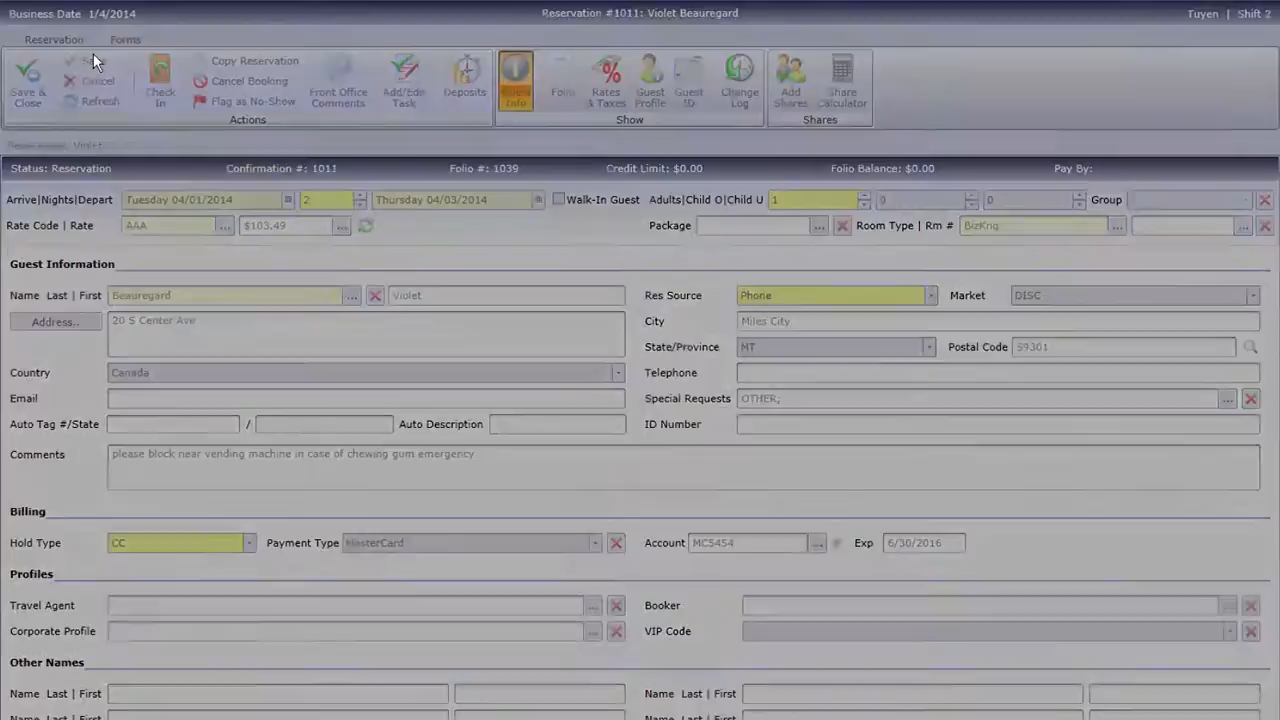 Business Date 1/4/2014 Reservation #1011: Violet Beauregard Tuyen | Shift 2
Reservation Forms
Save & Close
Cancel
Refresh
Check In
Copy Reservation
Cancel Booking
Flag as No-Show
Front Office Comments
Add/Edit Task
Deposits
Guest Info
Folio
Rates & Taxes
Guest Profile
Guest ID
Change Log
Add Shares
Share Calculator
Actions Show Shares
Status: Reservation Confirmation #: 1011 Folio #: 1039 Credit Limit: $0.00 Folio Balance: $0.00 Pay By:
Arrive|Nights|Depart Tuesday 04/01/2014 2 Thursday 04/03/2014 Walk-In Guest Adults|Child O|Child U 1 0 0 Group
Rate Code | Rate AAA ... $103.49 ... Package ... Room Type | Rm # BizKng ... ...
Guest Information
Name Last | First Beauregard ... Violet Res Source Phone Market DISC
Address.. 20 S Center Ave City Miles City
State/Province MT Postal Code 59301
Country Canada Telephone
Email Special Requests OTHER; ...
Auto Tag #/State / Auto Description ID Number
Comments please block near vending machine in case of chewing gum emergency
Billing
Hold Type CC Payment Type MasterCard Account MC5454 ... Exp 6/30/2016
Profiles
Travel Agent ... Booker ...
Corporate Profile ... VIP Code
Other Names
Name Last | First Name Last | First
Name Last | First Name Last | First